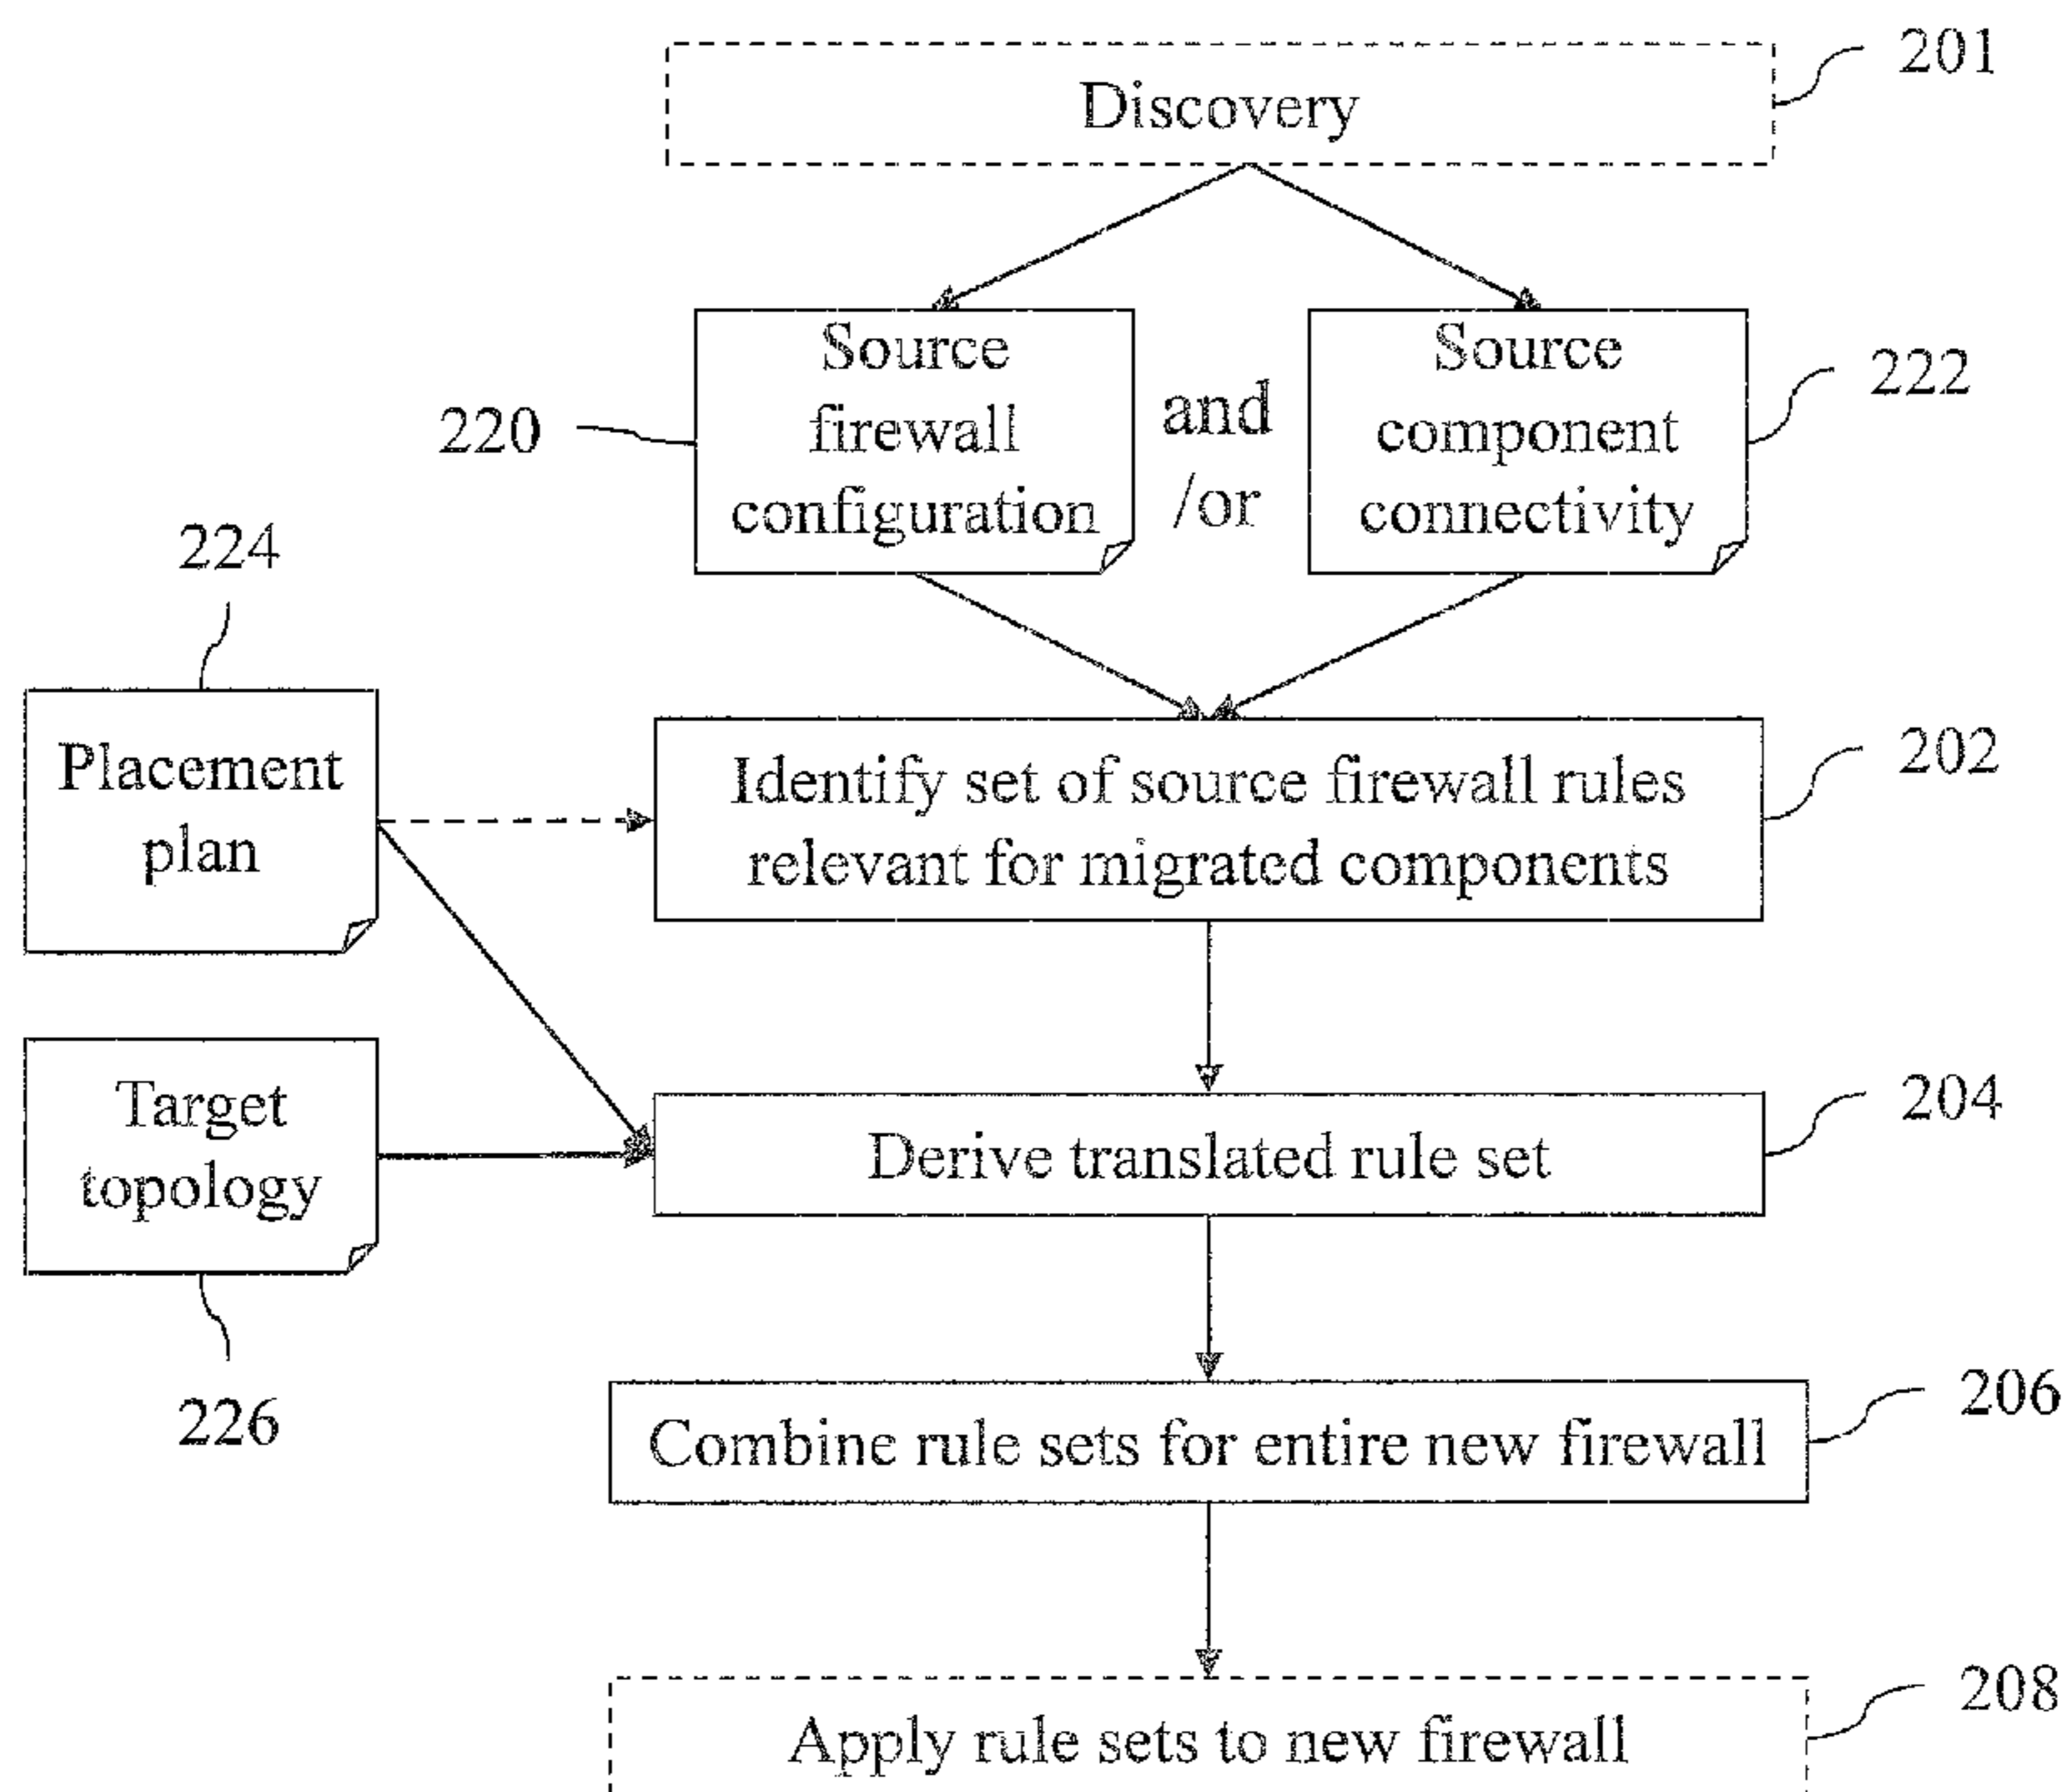 201
Discovery
Source
firewall
configuration
and
/or
Source
component
connectivity
220
222
224
Placement
plan
Identify set of source firewall rules
relevant for migrated components
202
Target
topology
226
Derive translated rule set
204
Combine rule sets for entire new firewall
206
Apply rule sets to new firewall
208